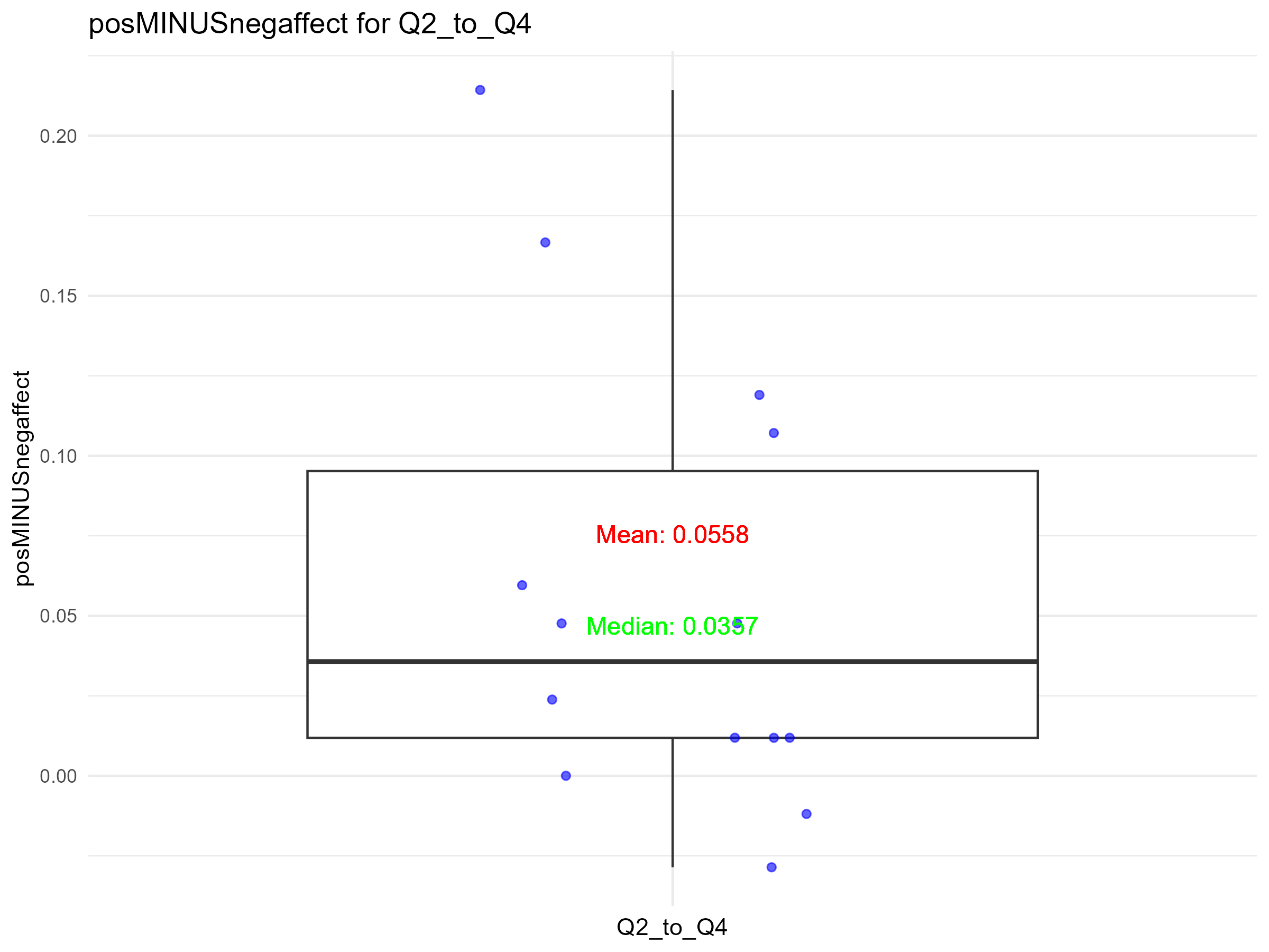 posMINUSnegaffect for Q2_to_Q4
0.20
0.15
0.10
0.05
0.00
posMINUSnegaffect
Mean: 0.0558
Median: 0.0357
Q2_to_Q4